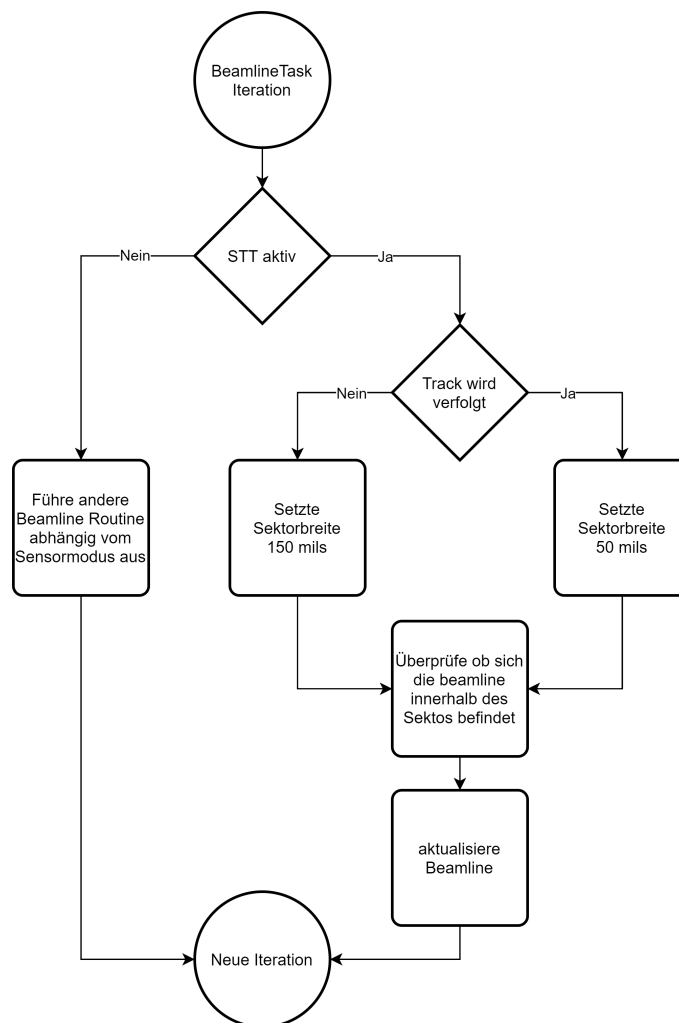 BeamlineTask
Iteration
STT aktiv
Nein
Ja
Track wird
verfolgt
Nein
Ja
Führe andere
Beamline Routine
abhängig vom
Sensormodus aus
Setzte
Sektorbreite
150 mils
Setzte
Sektorbreite
50 mils
Überprüfe ob sich
die beamline
innerhalb des
Sektos befindet
aktualisiere
Beamline
Neue Iteration